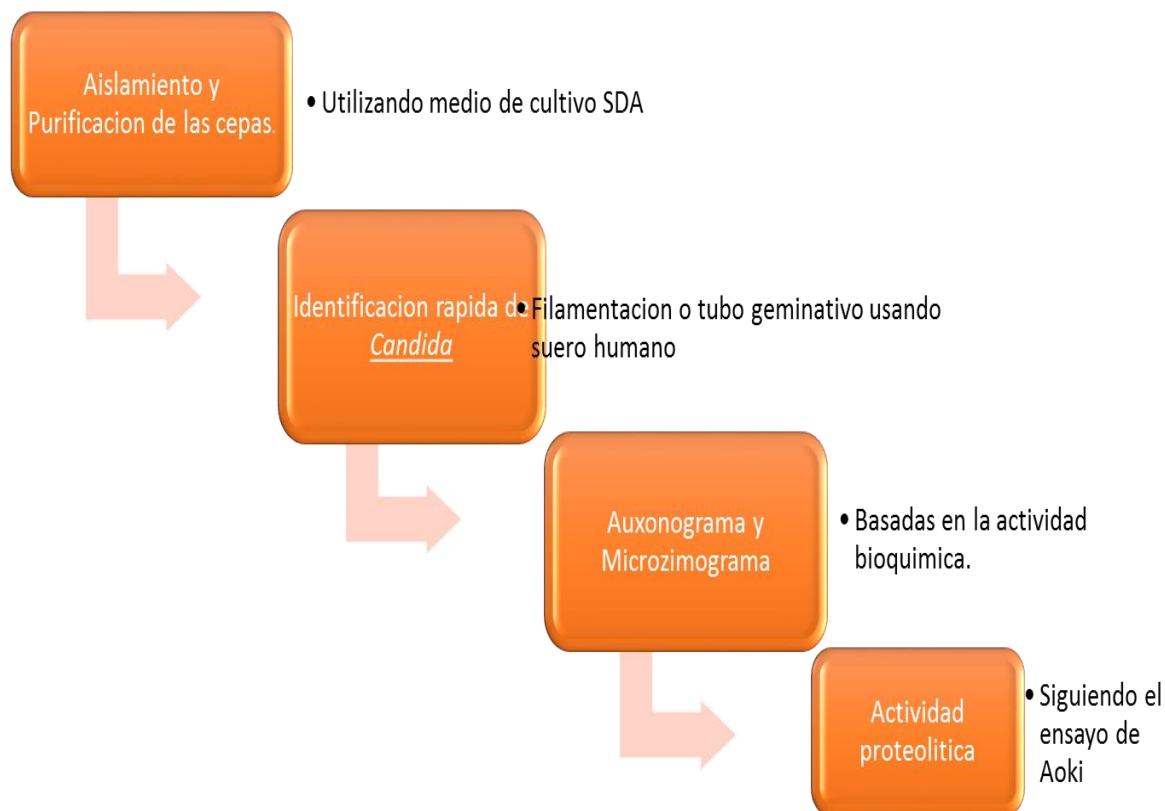 Aislamiento y
Purificacion de las cepas.
• Utilizando medio de cultivo SDA
Identificacion rapida de
Candida
• Filamentacion o tubo geminativo usando
suero humano
Auxonograma y
Microzimograma
• Basadas en la actividad
bioquimica.
Actividad
proteolitica
• Siguiendo el
ensayo de
Aoki